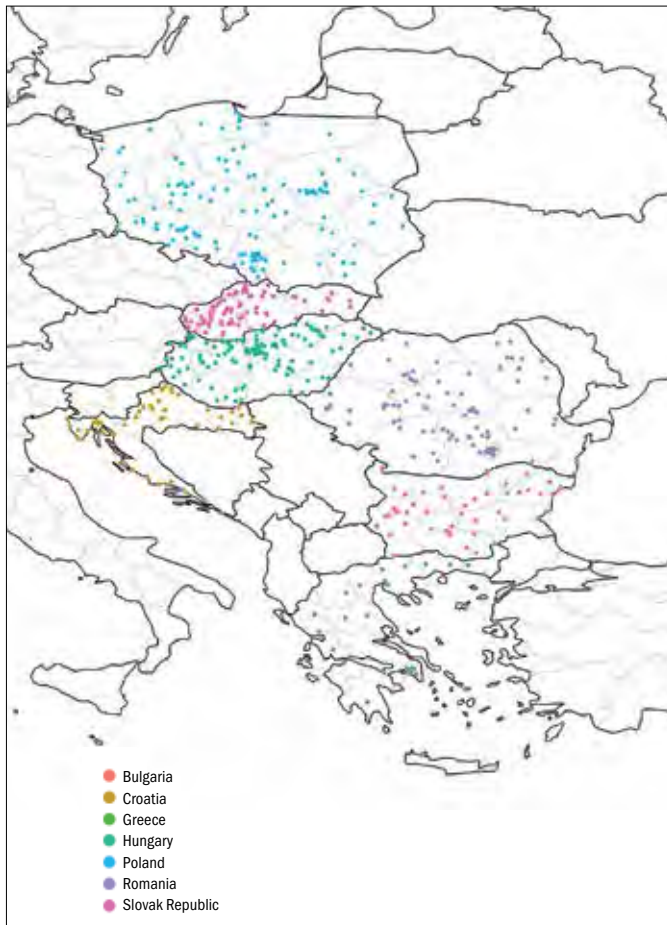 Bulgaria
Croatia
Greece
Hungary
Poland
Romania
Slovak Republic